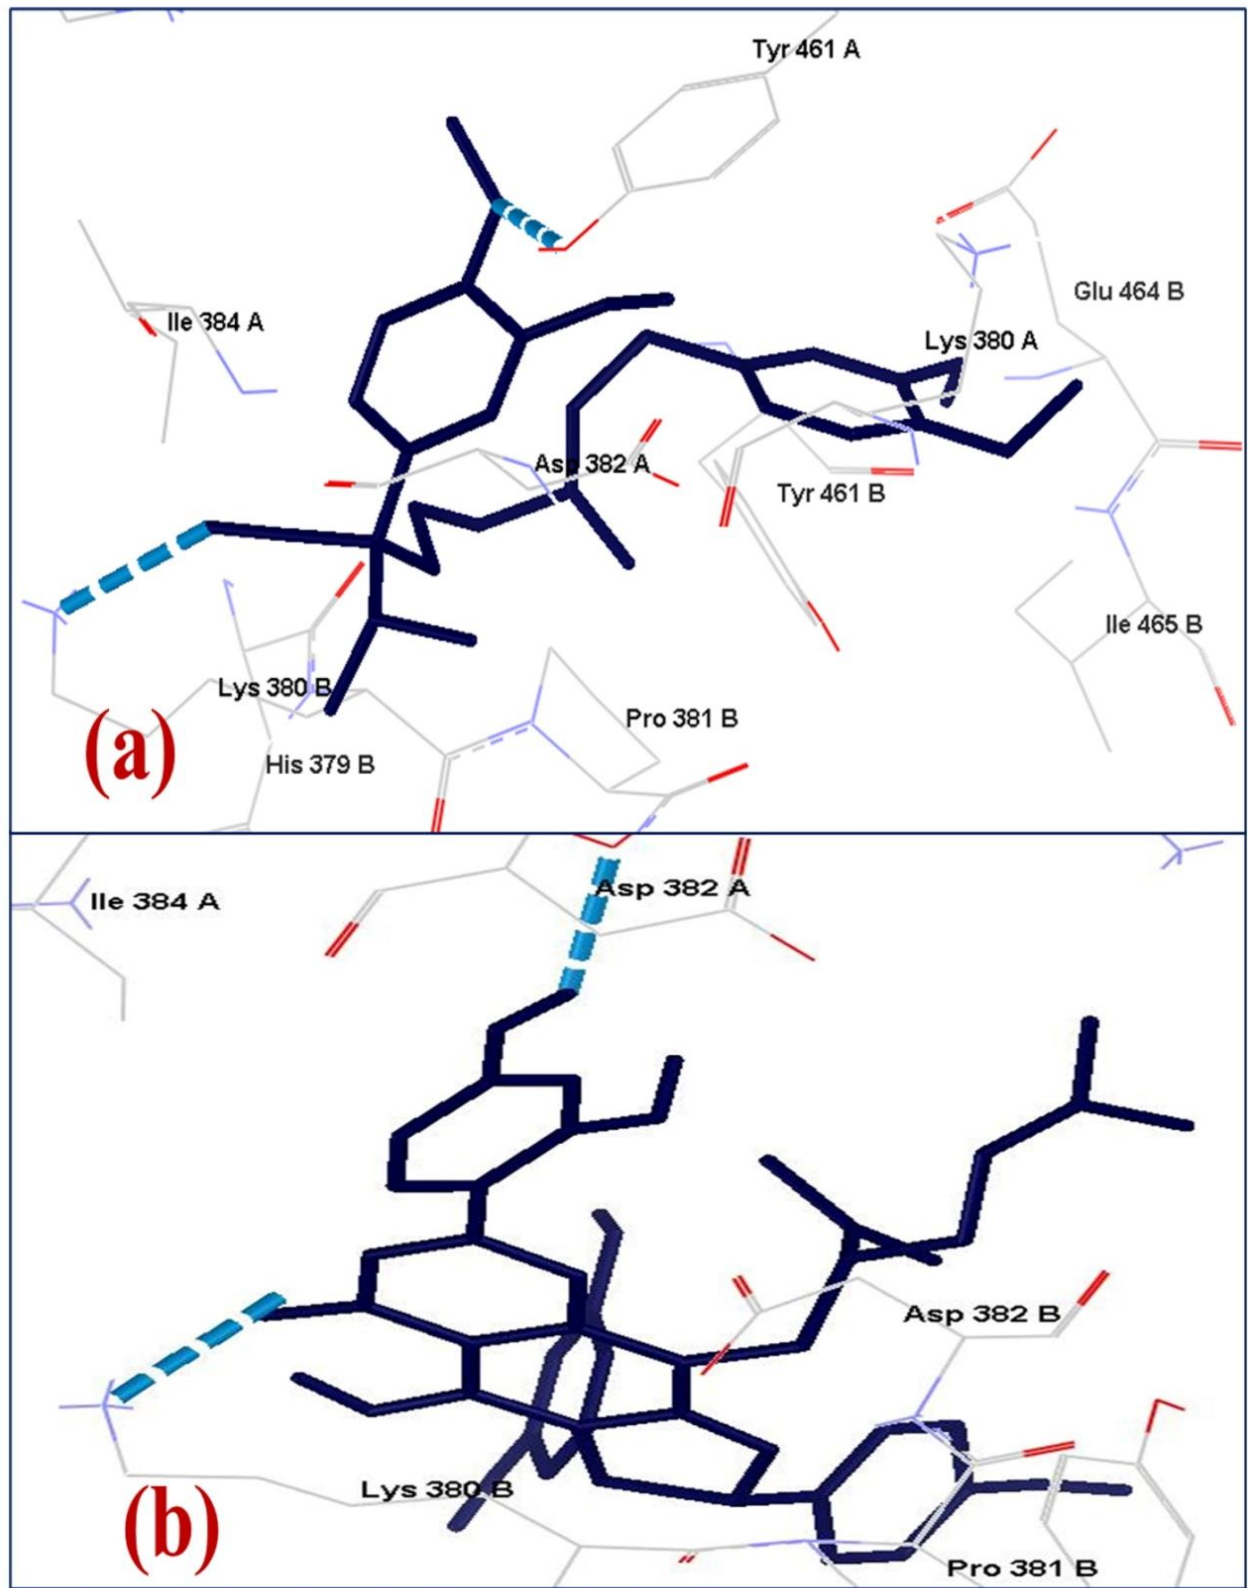 Tyr 461 A
Glu 464 B
Ile 384 A
Lys 380 A
Asp 382 A
Tyr 461 B
Ile 465 B
Lys 380 B
Pro 381 B
(a)
His 379 B
Asp 382 A
Ile 384 A
Asp 382 B
Lys 380 B
(b)
Pro 381 B